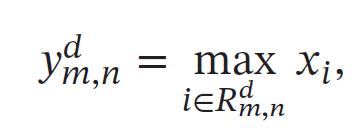 y^d_{m,n} = max_{i∈R^d_{m,n}} x_i,